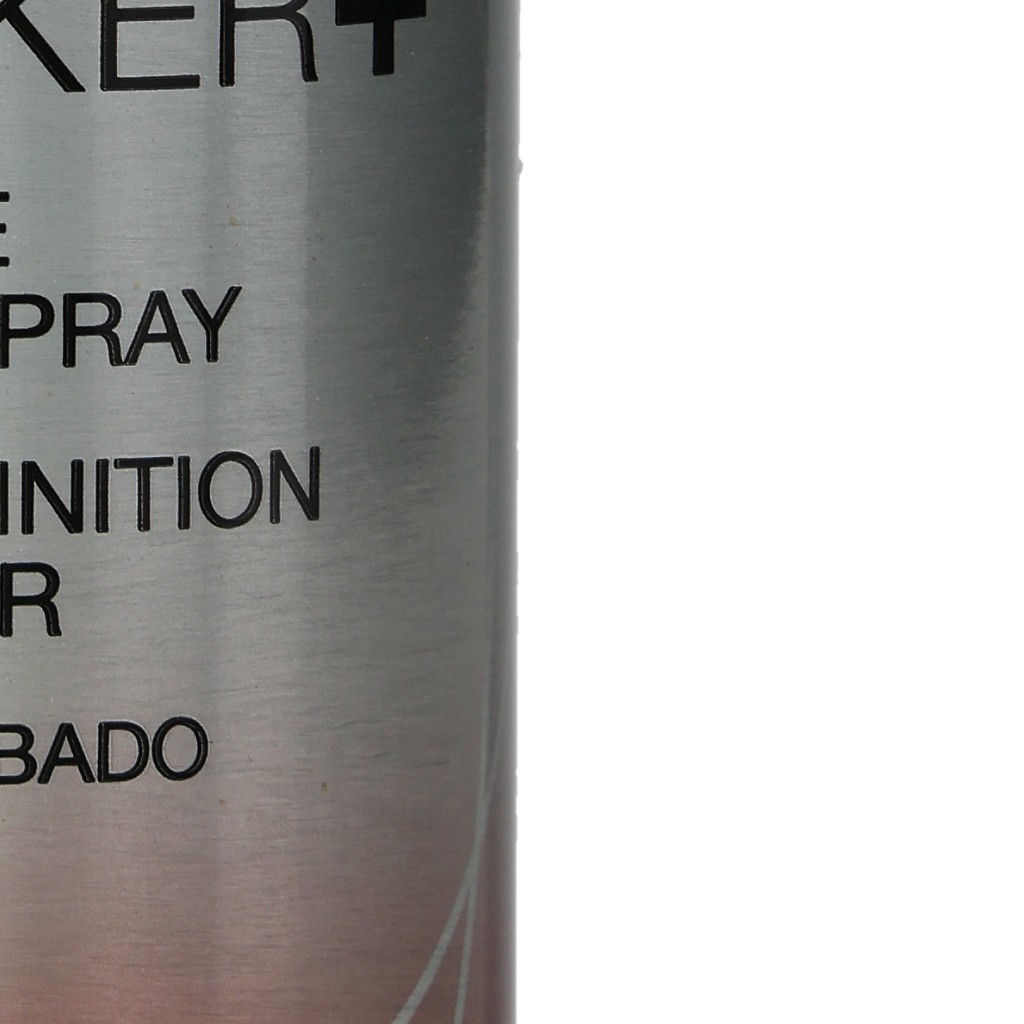 KER+
E
PRAY
INITION
R
BADO